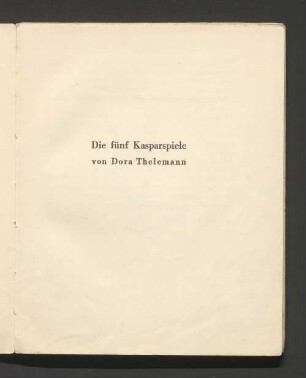 Die fünf Kasparspiele
von Dora Thelemann